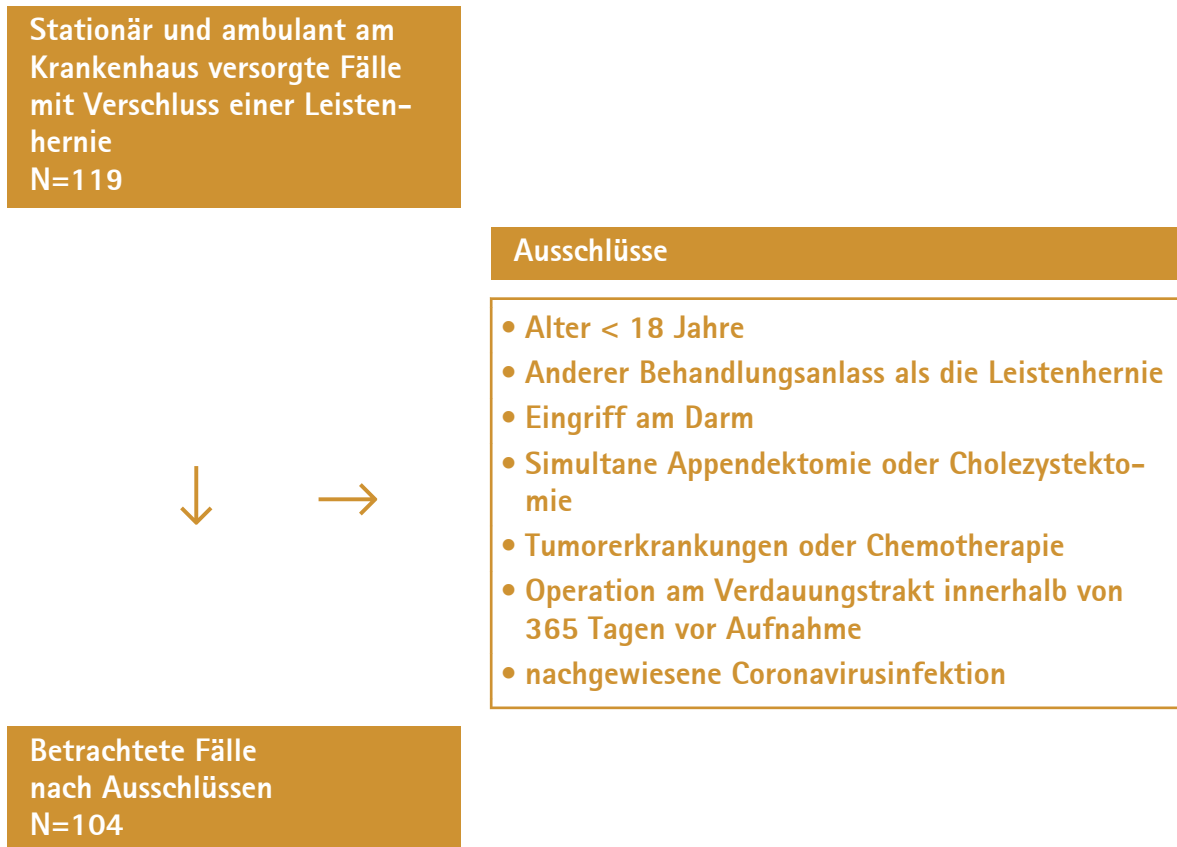 Stationär und ambulant am
Krankenhaus versorgte Fälle
mit Verschluss einer Leisten-
hernie
N=119
Ausschlüsse
• Alter < 18 Jahre
• Anderer Behandlungsanlass als die Leistenhernie
• Eingriff am Darm
• Simultane Appendektomie oder Cholezystekto-
mie
• Tumorerkrankungen oder Chemotherapie
• Operation am Verdauungstrakt innerhalb von
365 Tagen vor Aufnahme
• nachgewiesene Coronavirusinfektion
Betrachtete Fälle
nach Ausschlüssen
N=104